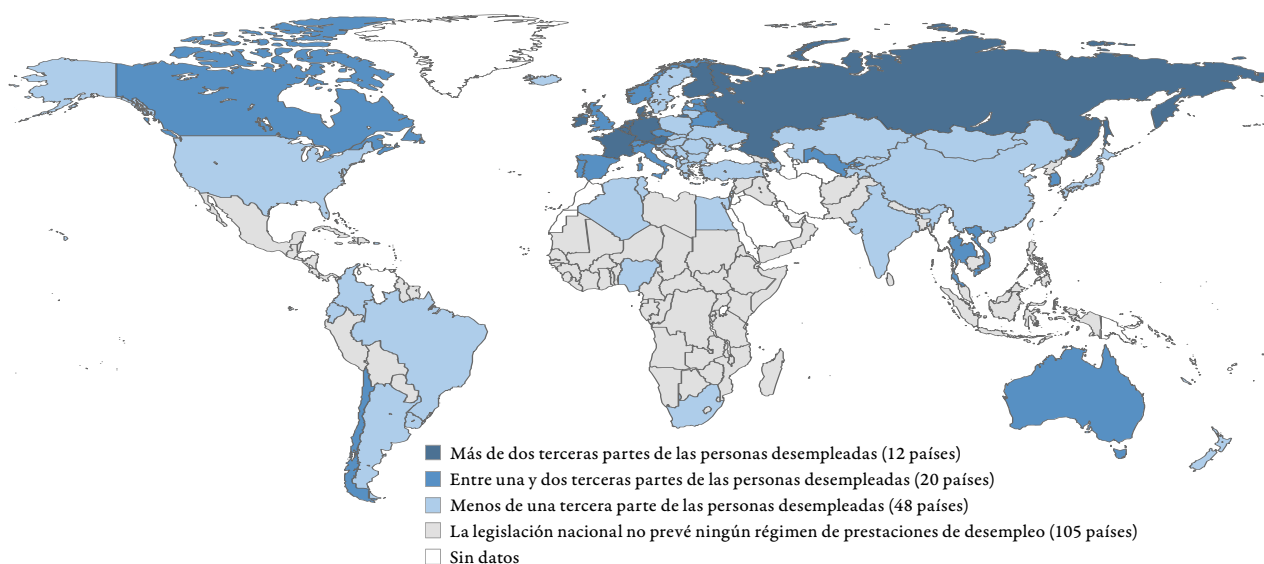 Más de dos terceras partes de las personas desempleadas (12 países)
Entre una y dos terceras partes de las personas desempleadas (20 países)
Menos de una tercera parte de las personas desempleadas (48 países)
La legislación nacional no prevé ningún régimen de prestaciones de desempleo (105 países)
Sin datos